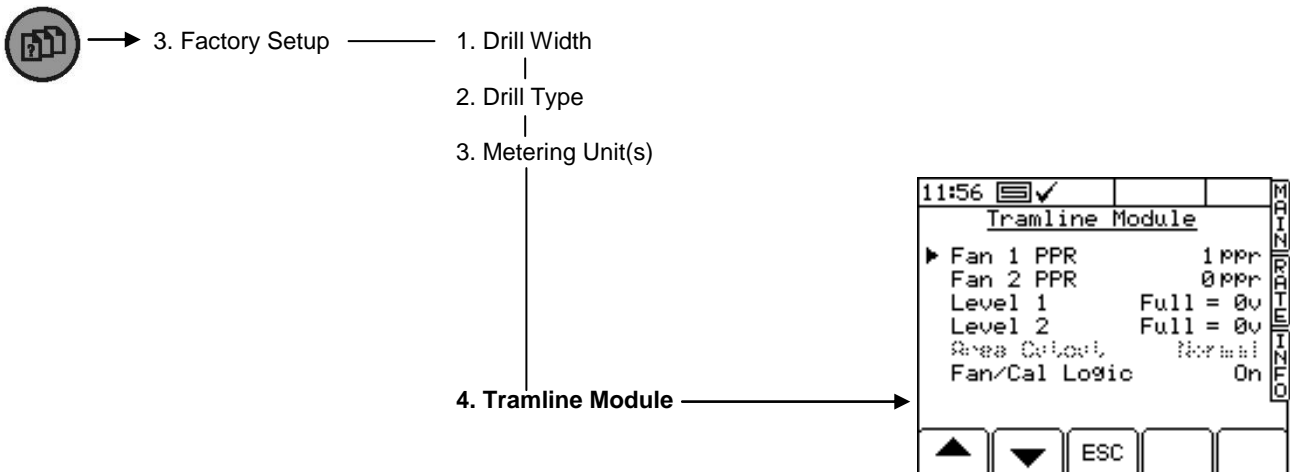 3. Factory Setup
1. Drill Width
2. Drill Type
3. Metering Unit(s)
4. Tramline Module
11:56
Tramline Module
Fan 1 PPR 1 ppr
Fan 2 PPR 0 ppr
Level 1 Full = 0v
Level 2 Full = 0v
Area Cutout Normal
Fan/Cal Logic On
MAIN
RATE
INFO
ESC